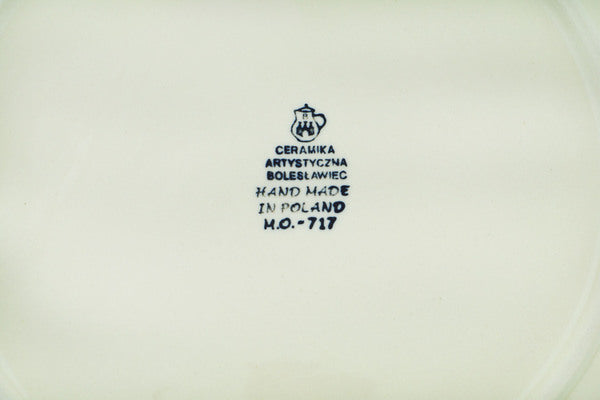 CERAMIKA
ARTYSTYCZNA
BOLESŁAWIEC
HAND MADE
IN POLAND
M.O.-717